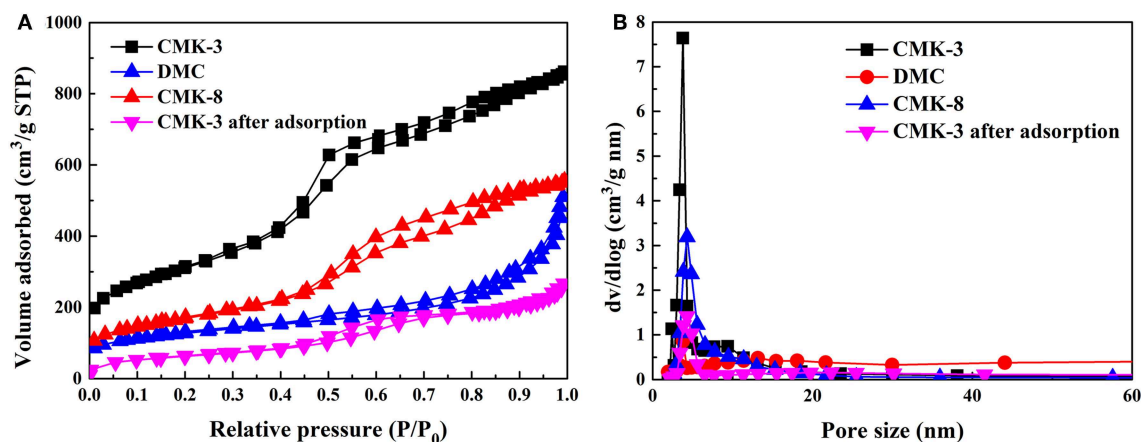 A
1000
800
600
400
200
0
Volume adsorbed (cm³/g STP)
CMK-3
DMC
CMK-8
CMK-3 after adsorption
0.0 0.1 0.2 0.3 0.4 0.5 0.6 0.7 0.8 0.9 1.0
Relative pressure (P/P₀)
B
8
7
6
5
4
3
2
1
0
dv/dlog (cm³/g nm)
CMK-3
DMC
CMK-8
CMK-3 after adsorption
0 20 40 60
Pore size (nm)